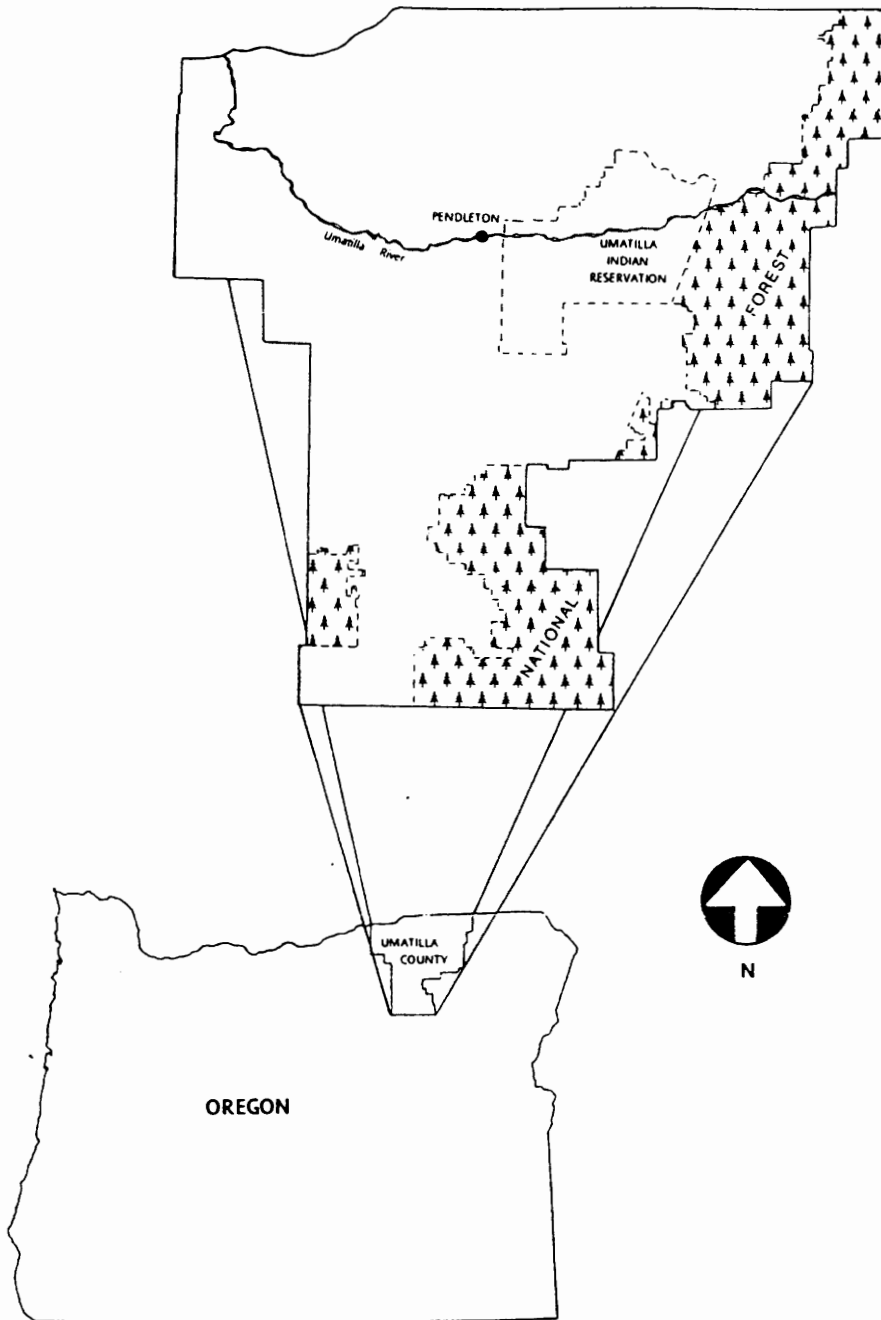 PENDLETON
Umatilla River
UMATILLA
INDIAN
RESERVATION
FOREST
NATIONAL
UMATILLA
COUNTY
N
OREGON